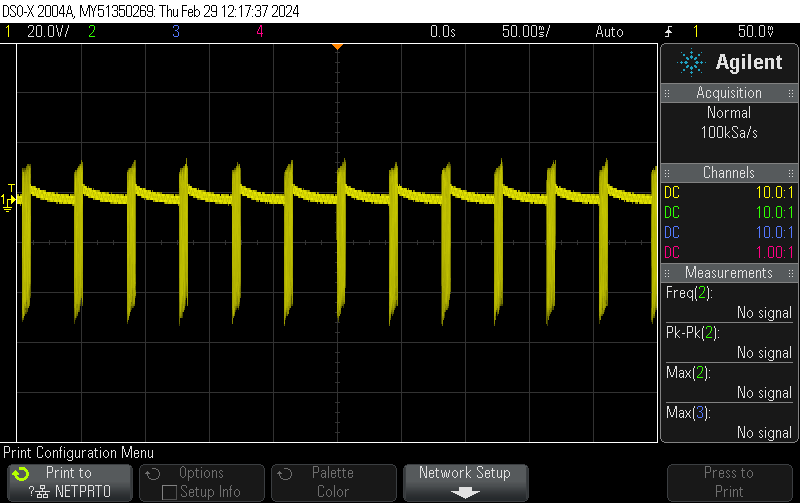 DSO-X 2004A, MY51350269: Thu Feb 29 12:17:37 2024
1 20.0V/ 2 3 4 0.0s 50.00ms/ Auto 1 50.0mV
Agilent
Acquisition
Normal
100kSa/s
Channels
DC 10.0:1
DC 10.0:1
DC 10.0:1
DC 1.00:1
Measurements
Freq(2):
No signal
Pk-Pk(2):
No signal
Max(2):
No signal
Max(3):
No signal
T
1
Print Configuration Menu
Print to
? NETPRT0
Options
Setup Info
Palette
Color
Network Setup
Press to
Print